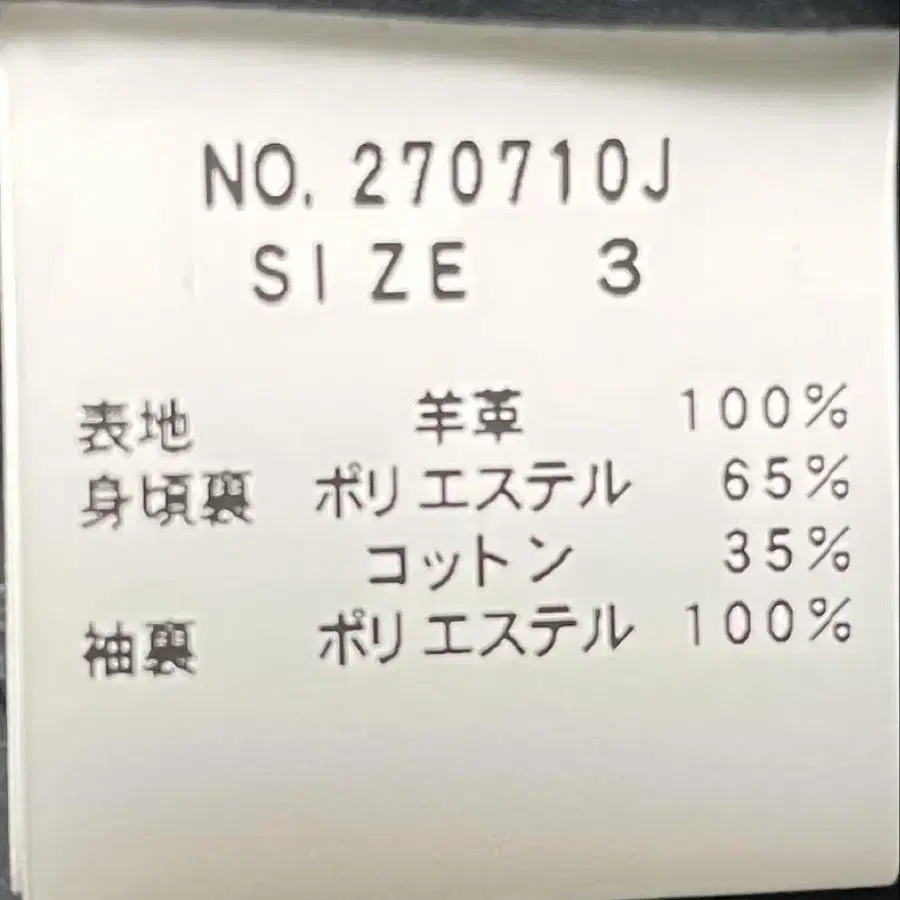 NO. 270710J
SIZE 3
表地 羊革 100%
身頃裏 ポリエステル 65%
コットン 35%
袖裏 ポリエステル 100%